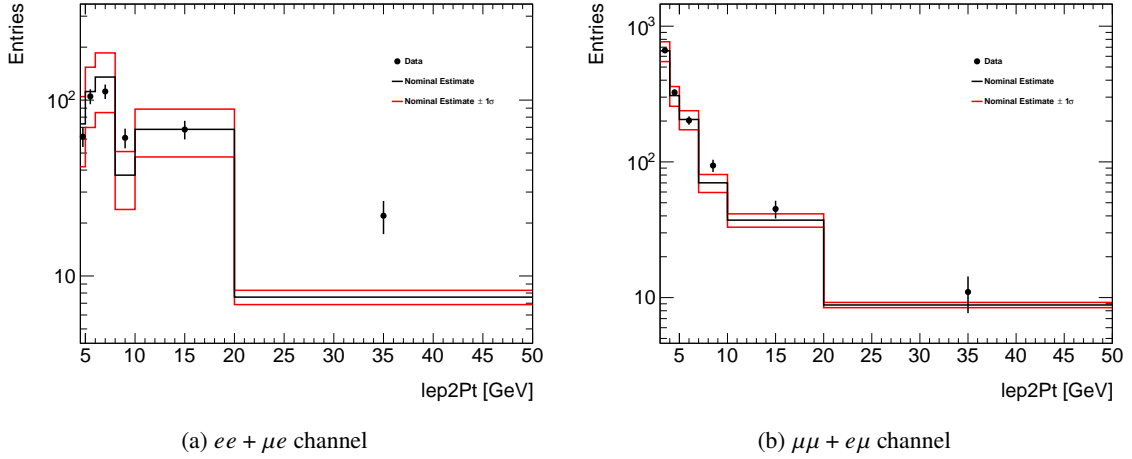 Entries
10²
10
Data
Nominal Estimate
Nominal Estimate ± 1σ
5 10 15 20 25 30 35 40 45 50
lep2Pt [GeV]
(a) ee + μe channel
Entries
10³
10²
10
Data
Nominal Estimate
Nominal Estimate ± 1σ
5 10 15 20 25 30 35 40 45 50
lep2Pt [GeV]
(b) μμ + eμ channel